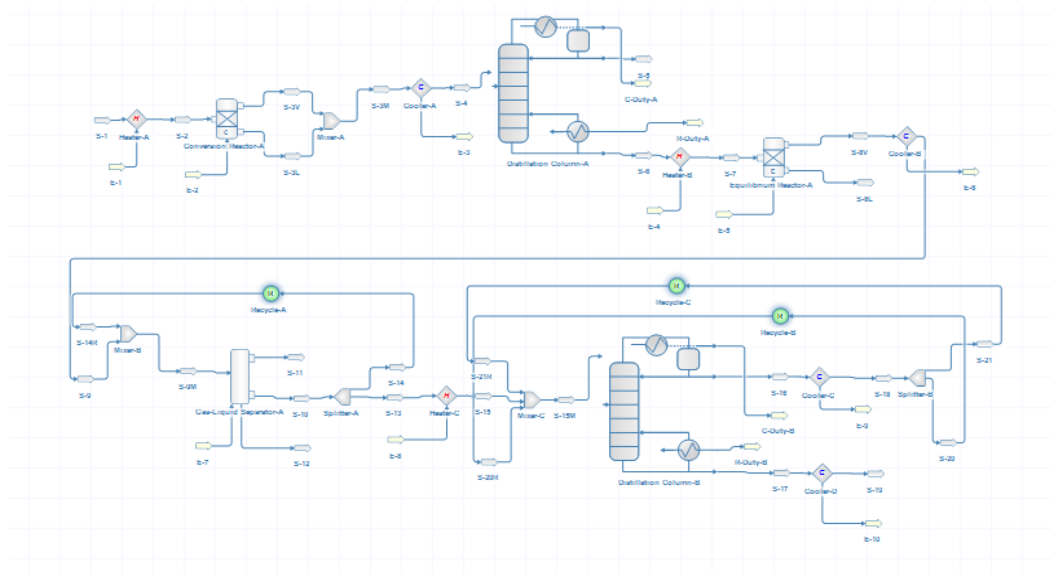 S-5
C-Duty-A
S-3V
S-3M
Cooler-A
S-4
S-1
Heater-A
S-2
Conversion Reactor-A
Mixer-A
E-3
H-Duty-A
S-8V
Cooler-B
S-3L
Distillation Column-A
S-6
Heater-B
S-7
Equilibrium Reactor-A
E-1
E-2
S-8L
E-6
E-4
E-5
Recycle-A
Recycle-C
Recycle-B
S-14R
Mixer-B
S-9
S-9M
S-11
S-14
Gas-Liquid Separator-A
S-10
Splitter-A
S-13
Heater-C
S-21R
S-15
Mixer-C
S-15M
S-21
S-16
Cooler-C
S-18
Splitter-B
C-Duty-B
E-9
E-7
S-12
E-8
S-20R
H-Duty-B
S-20
Distillation Column-B
S-17
Cooler-D
S-19
E-10
C
C
H
H
C
C
R
R
R
H
C
C